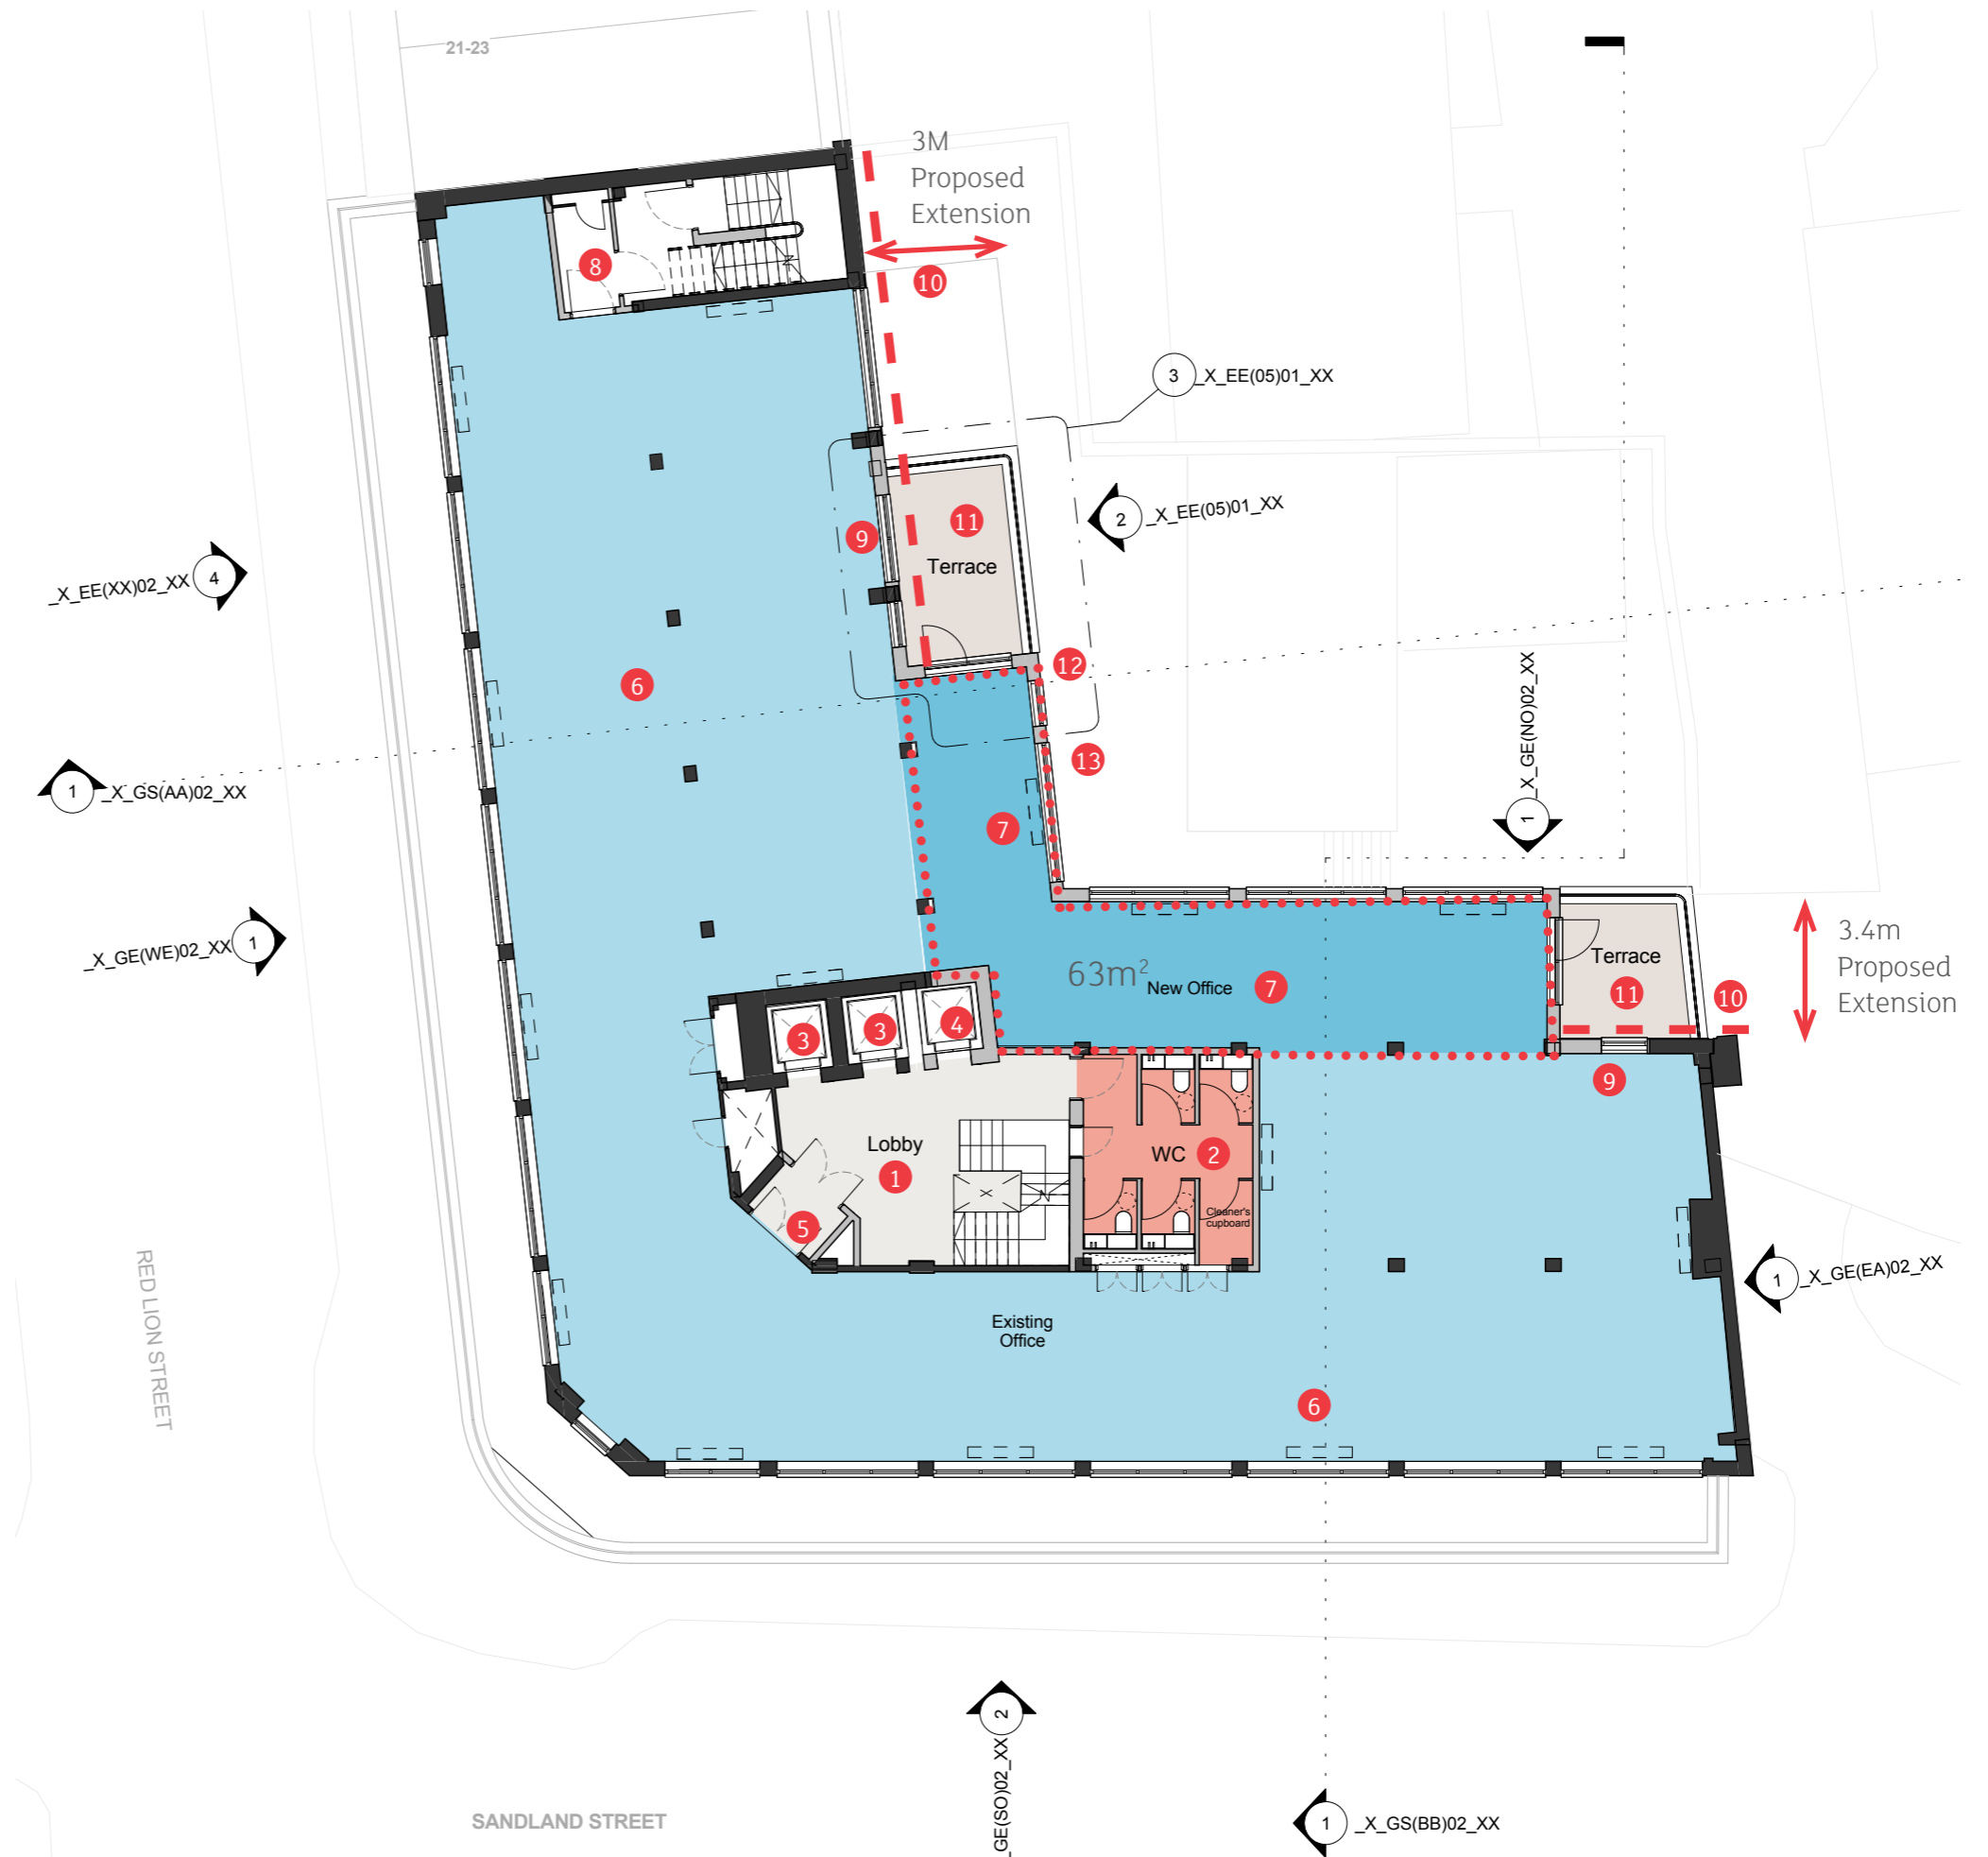 21-23
3M
Proposed
Extension
8
10
3
_X_EE(05)01_XX
11
2
_X_EE(05)01_XX
9
Terrace
_X_EE(XX)02_XX
4
12
6
_X_GE(NO)02_XX
1
13
1
_X_GS(AA)02_XX
7
_X_GE(WE)02_XX
1
3.4m
Proposed
Extension
Terrace
11
10
63m²
New Office
7
3
3
4
9
Lobby
1
WC
2
Cleaner's
cupboard
5
1
_X_GE(EA)02_XX
RED LION STREET
Existing
Office
6
2
_GE(SO)02_XX
SANDLAND STREET
1
_X_GS(BB)02_XX